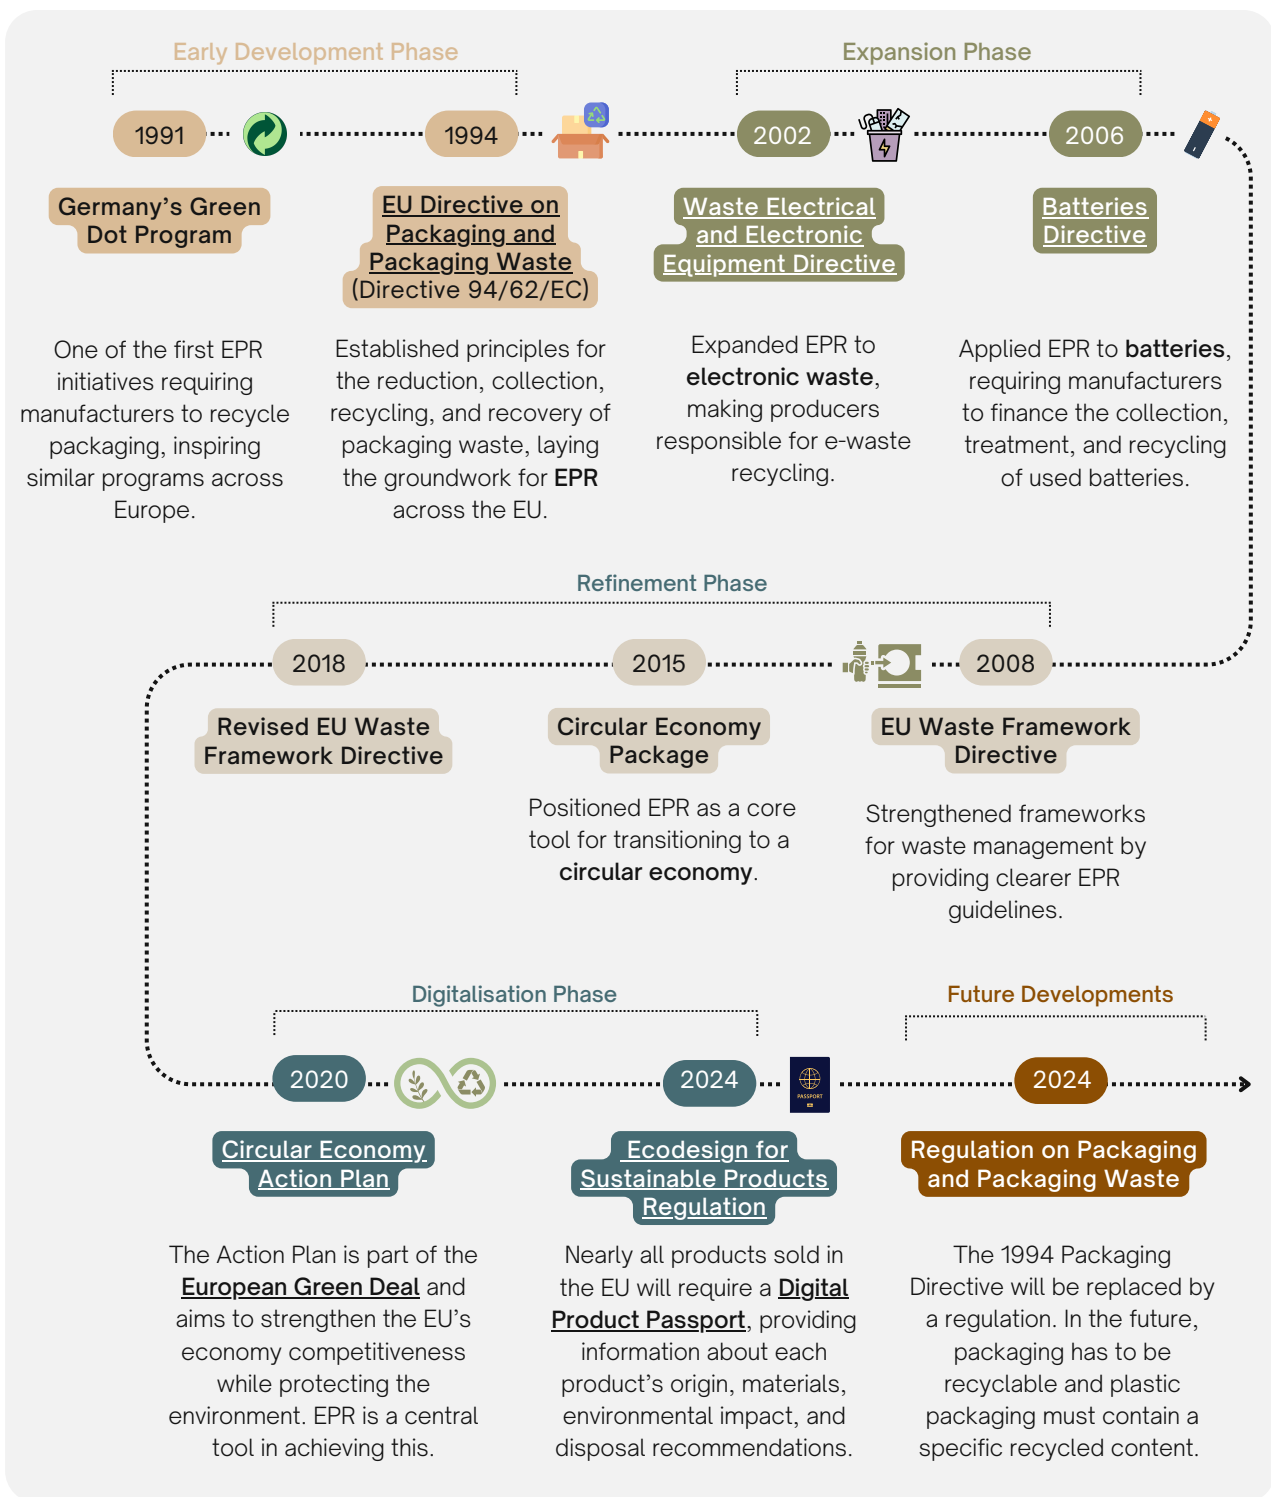 Early Development Phase
Expansion Phase
1991
1994
2002
2006
Germany's Green
Dot Program
EU Directive on
Packaging and
Packaging Waste
(Directive 94/62/EC)
Waste Electrical
and Electronic
Equipment Directive
Batteries
Directive
One of the first EPR
initiatives requiring
manufacturers to recycle
packaging, inspiring
similar programs across
Europe.
Established principles for
the reduction, collection,
recycling, and recovery of
packaging waste, laying
the groundwork for EPR
across the EU.
Expanded EPR to
electronic waste,
making producers
responsible for e-waste
recycling.
Applied EPR to batteries,
requiring manufacturers
to finance the collection,
treatment, and recycling
of used batteries.
Refinement Phase
2018
2015
2008
Revised EU Waste
Framework Directive
Circular Economy
Package
EU Waste Framework
Directive
Positioned EPR as a core
tool for transitioning to a
circular economy.
Strengthened frameworks
for waste management by
providing clearer EPR
guidelines.
Digitalisation Phase
Future Developments
2020
2024
PASSPORT
2024
Circular Economy
Action Plan
Ecodesign for
Sustainable Products
Regulation
Regulation on Packaging
and Packaging Waste
The Action Plan is part of the
European Green Deal and
aims to strengthen the EU's
economy competitiveness
while protecting the
environment. EPR is a central
tool in achieving this.
Nearly all products sold in
the EU will require a Digital
Product Passport, providing
information about each
product's origin, materials,
environmental impact, and
disposal recommendations.
The 1994 Packaging
Directive will be replaced by
a regulation. In the future,
packaging has to be
recyclable and plastic
packaging must contain a
specific recycled content.